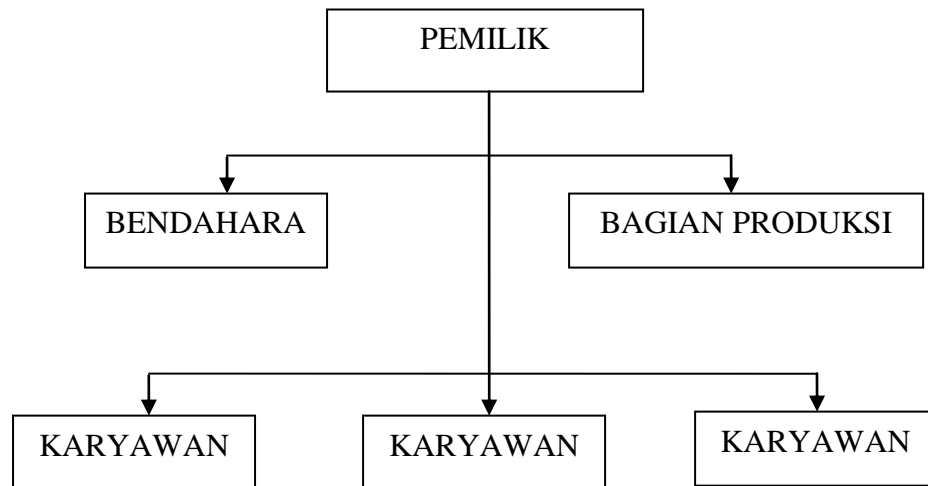 PEMILIK
BENDAHARA
BAGIAN PRODUKSI
KARYAWAN
KARYAWAN
KARYAWAN